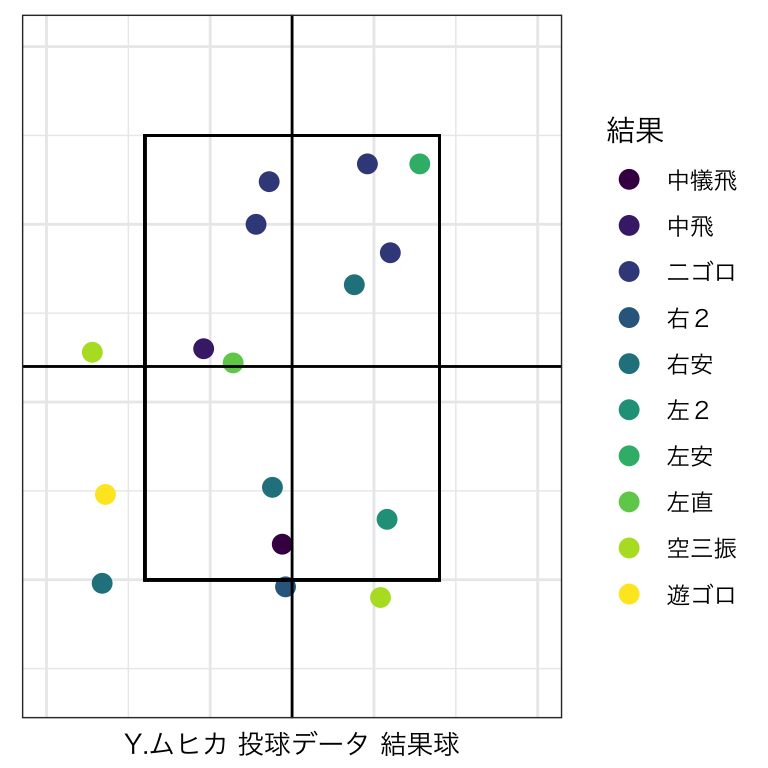 結果
中犠飛
中飛
二ゴロ
右２
右安
左２
左安
左直
空三振
遊ゴロ
Y.ムヒカ 投球データ 結果球